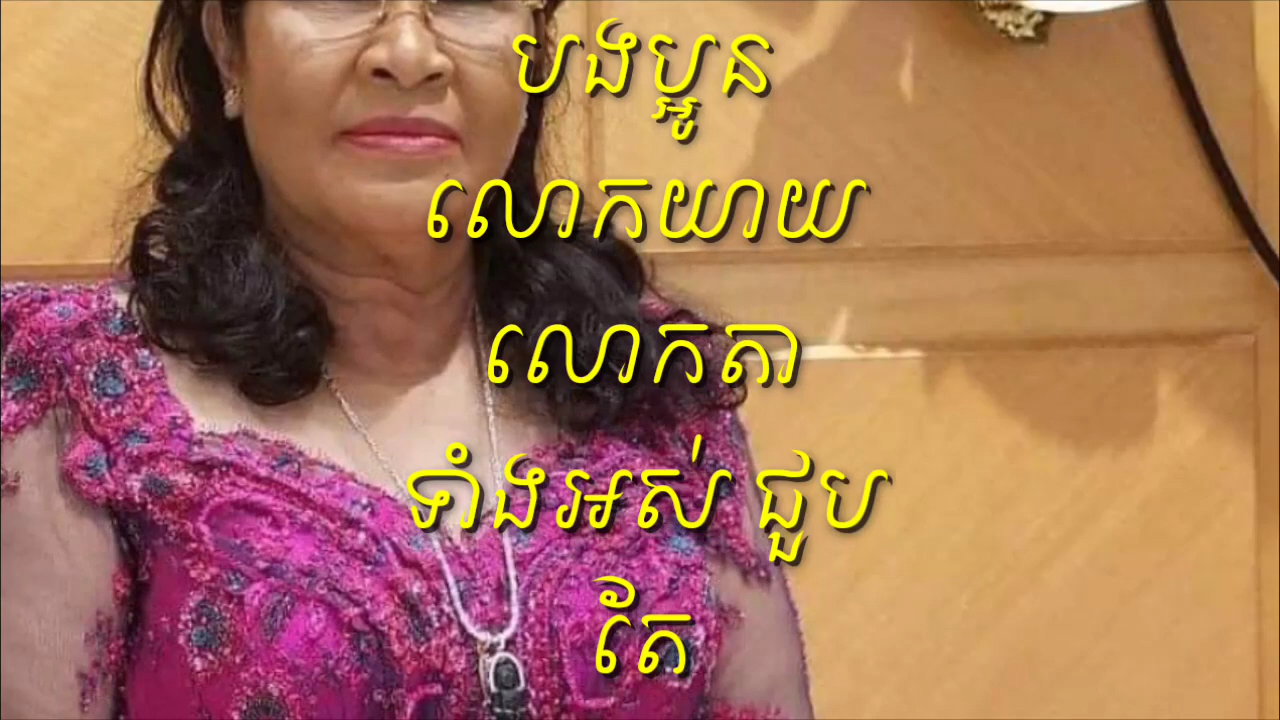 បងប្អូន
លោកយាយ
លោកតា
ទាំងអស់ ជួប
តែ